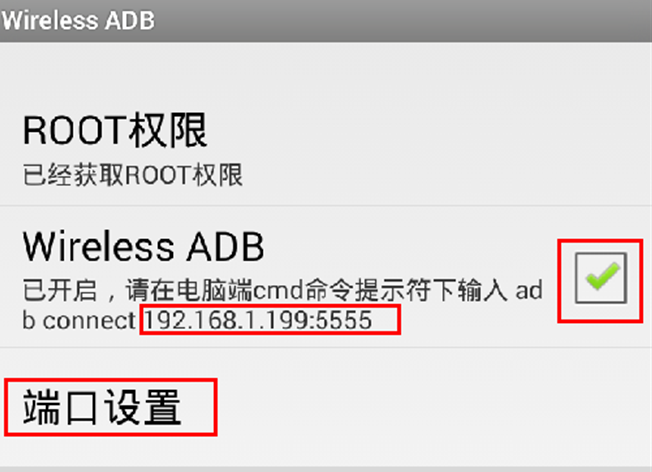 Wireless ADB
ROOT权限
已经获取ROOT权限
Wireless ADB
已开启，请在电脑端cmd命令提示符下输入 ad
b connect 192.168.1.199:5555
端口设置